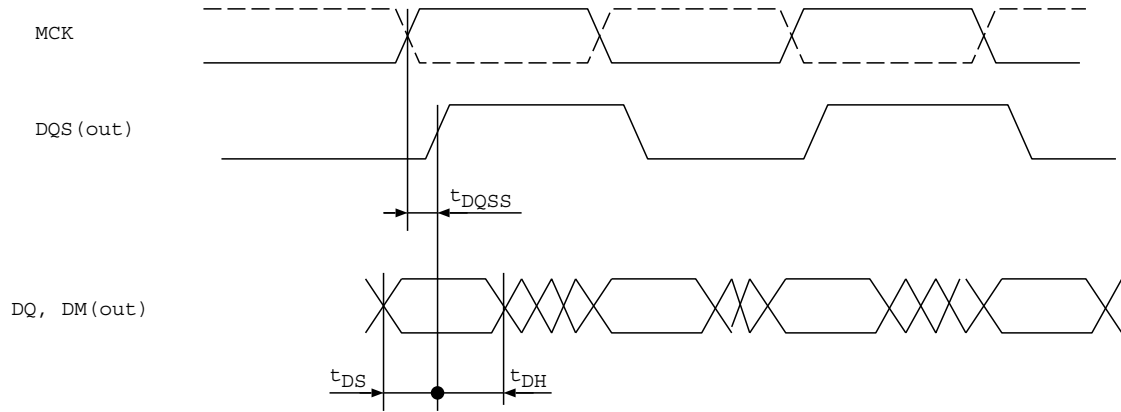 MCK
DQS(out)
tDQSS
DQ, DM(out)
tDS
tDH